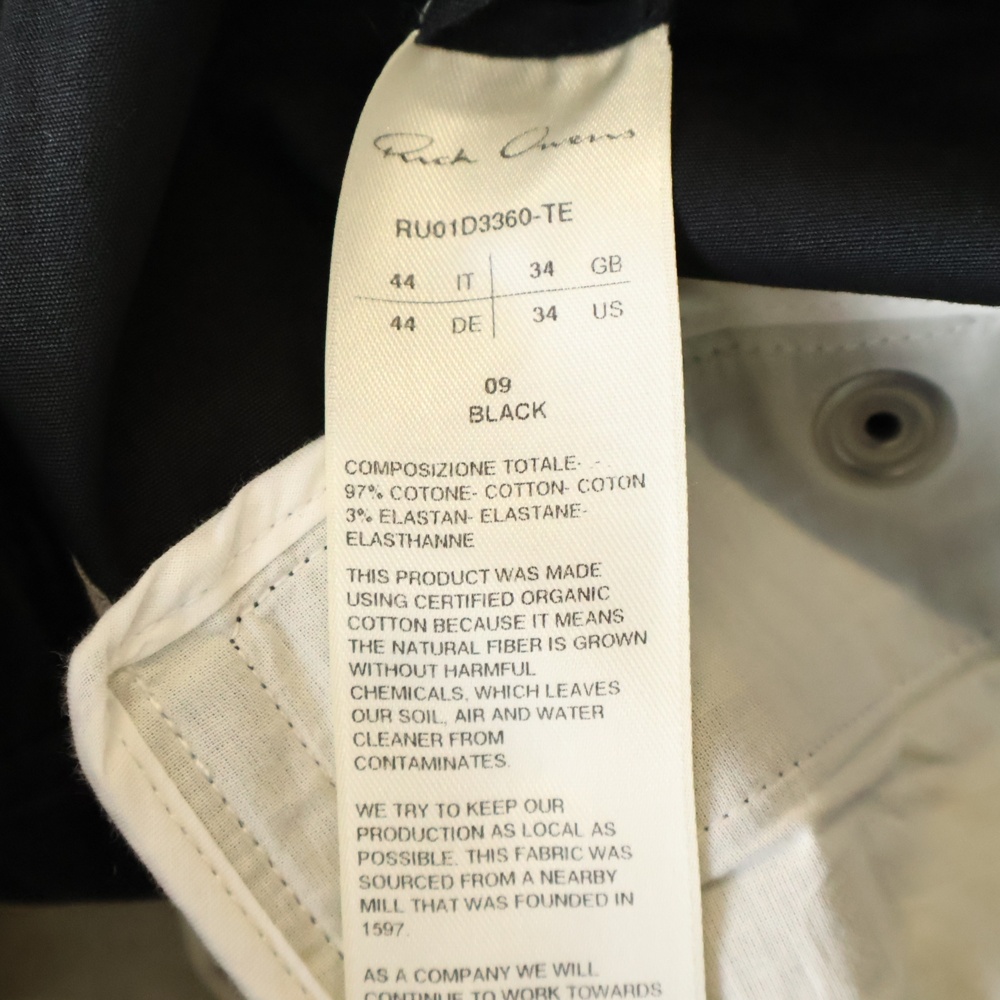 Rick Owens
RU01D3360-TE
44 IT 34 GB
44 DE 34 US
09
BLACK
COMPOSIZIONE TOTALE-
97% COTONE- COTTON- COTON
3% ELASTAN- ELASTANE-
ELASTHANNE
THIS PRODUCT WAS MADE
USING CERTIFIED ORGANIC
COTTON BECAUSE IT MEANS
THE NATURAL FIBER IS GROWN
WITHOUT HARMFUL
CHEMICALS, WHICH LEAVES
OUR SOIL, AIR AND WATER
CLEANER FROM
CONTAMINATES.
WE TRY TO KEEP OUR
PRODUCTION AS LOCAL AS
POSSIBLE. THIS FABRIC WAS
SOURCED FROM A NEARBY
MILL THAT WAS FOUNDED IN
1597.
AS A COMPANY WE WILL
CONTINUE TO WORK TOWARDS